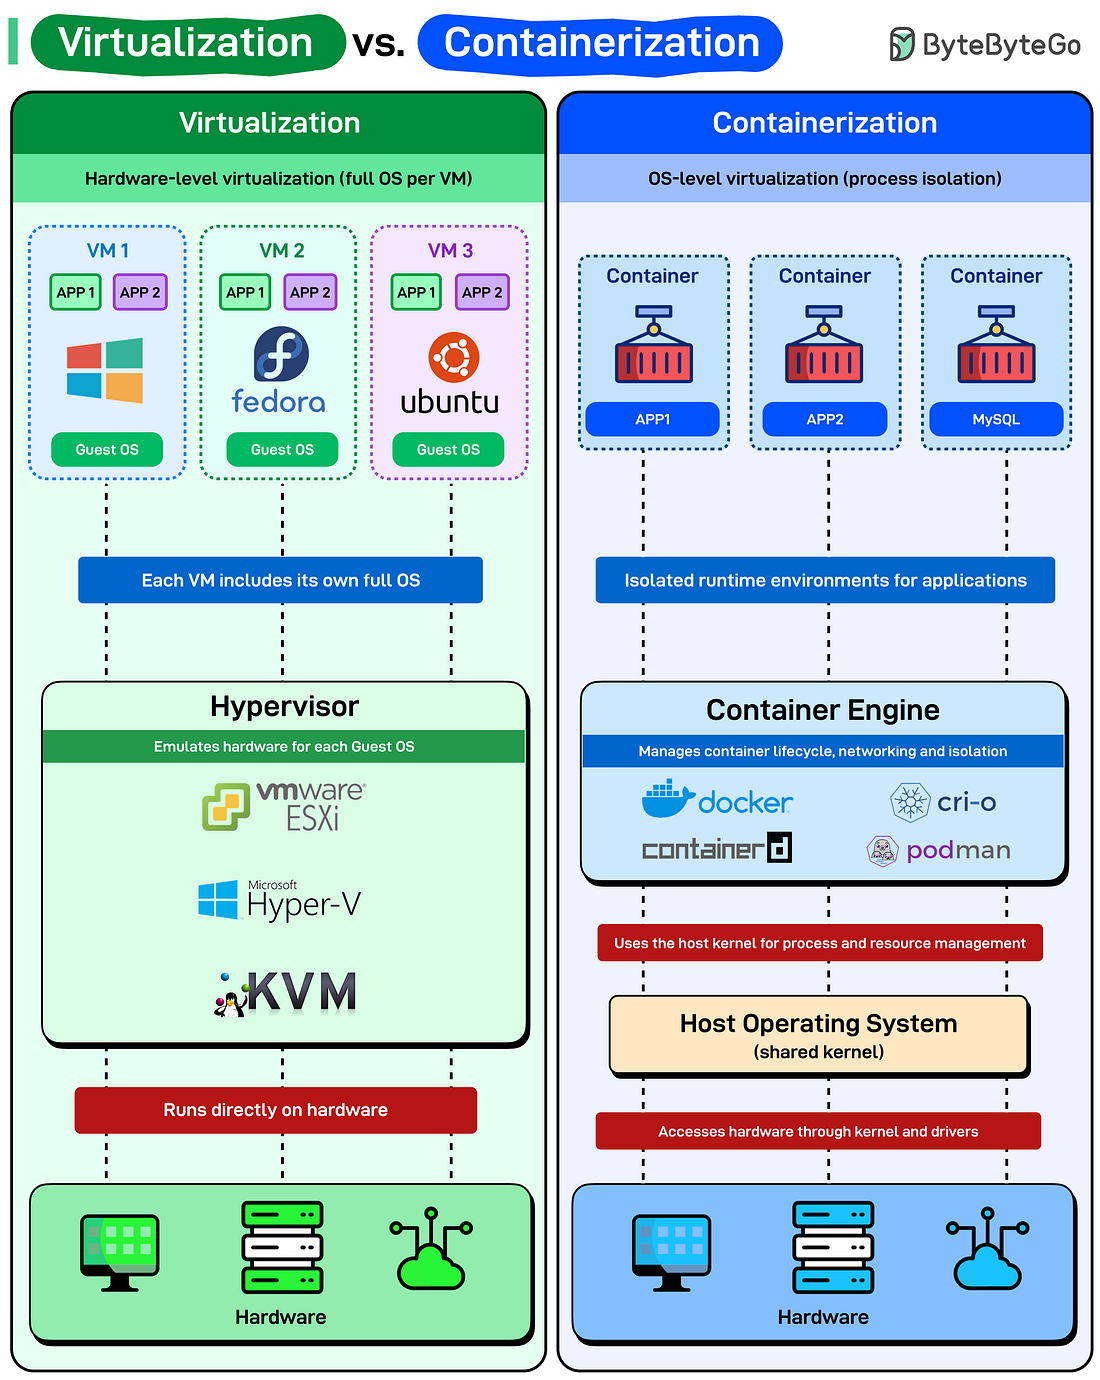 Virtualization vs. Containerization
ByteByteGo
Virtualization
Hardware-level virtualization (full OS per VM)
VM 1
APP 1 APP 2
Guest OS
VM 2
APP 1 APP 2
fedora
Guest OS
VM 3
APP 1 APP 2
ubuntu
Guest OS
Each VM includes its own full OS
Hypervisor
Emulates hardware for each Guest OS
vmware®
ESXi
Microsoft
Hyper-V
KVM
Runs directly on hardware
Hardware
Containerization
OS-level virtualization (process isolation)
Container
APP1
Container
APP2
Container
MySQL
Isolated runtime environments for applications
Container Engine
Manages container lifecycle, networking and isolation
docker
cri-o
containerd
podman
Uses the host kernel for process and resource management
Host Operating System
(shared kernel)
Accesses hardware through kernel and drivers
Hardware